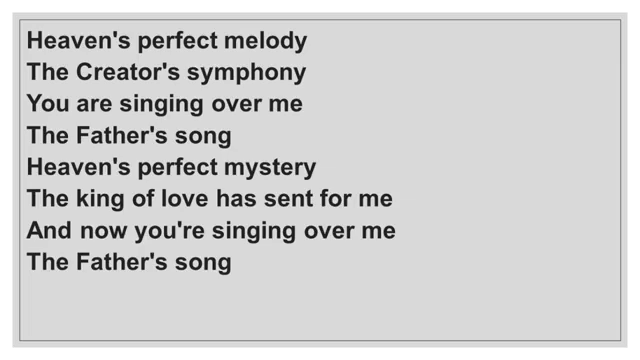 Heaven's perfect melody
The Creator's symphony
You are singing over me
The Father's song
Heaven's perfect mystery
The king of love has sent for me
And now you're singing over me
The Father's song